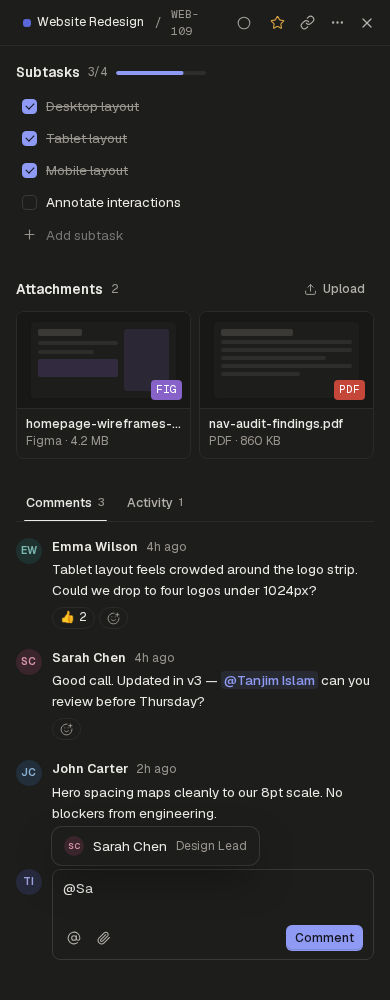 Website Redesign / WEB-
109
Subtasks 3/4
Desktop layout
Tablet layout
Mobile layout
Annotate interactions
Add subtask
Attachments 2 Upload
FIG PDF
homepage-wireframes-... nav-audit-findings.pdf
Figma · 4.2 MB PDF · 860 KB
Comments 3 Activity 1
EW Emma Wilson 4h ago
Tablet layout feels crowded around the logo strip.
Could we drop to four logos under 1024px?
👍 2
SC Sarah Chen 4h ago
Good call. Updated in v3 — @Tanjim Islam can you
review before Thursday?
JC John Carter 2h ago
Hero spacing maps cleanly to our 8pt scale. No
blockers from engineering.
SC Sarah Chen Design Lead
TI @Sa
Comment